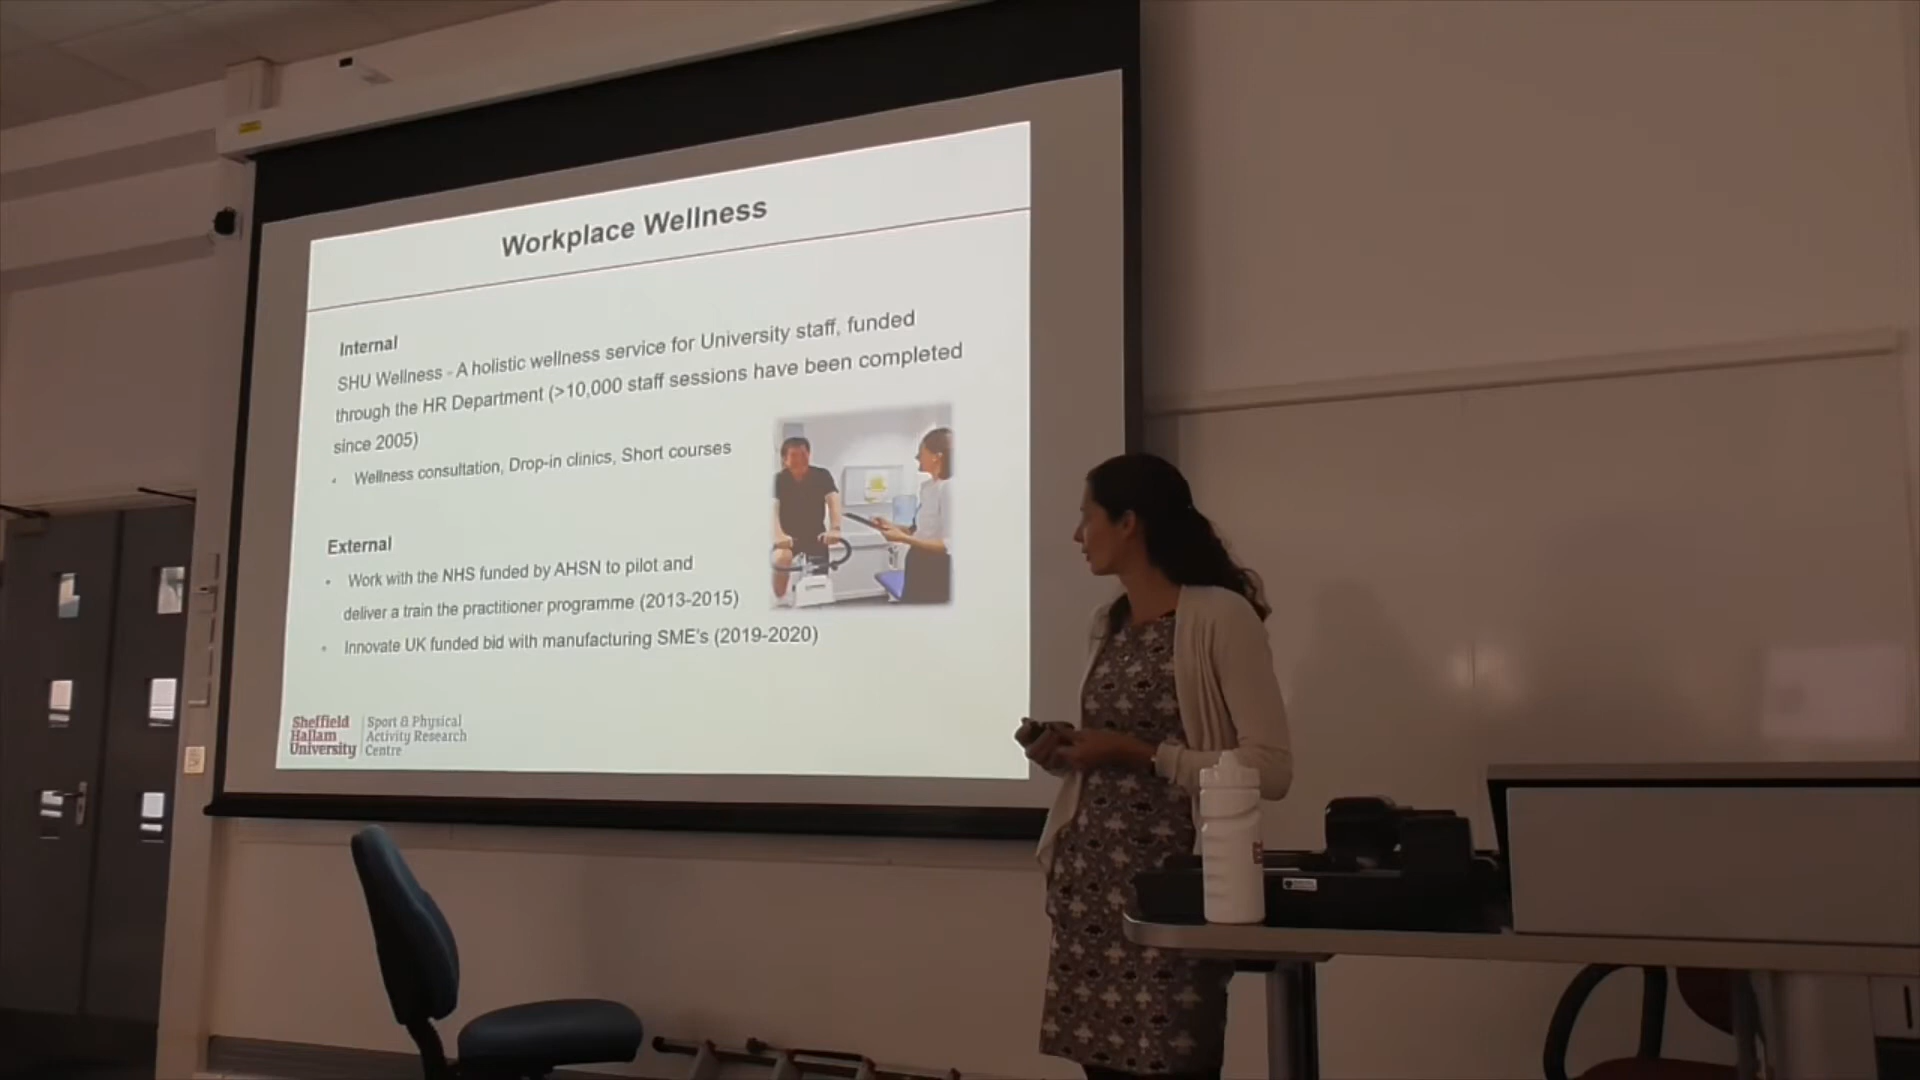 Workplace Wellness
Internal
SHU Wellness - A holistic wellness service for University staff, funded
through the HR Department (>10,000 staff sessions have been completed
since 2005)
• Wellness consultation, Drop-in clinics, Short courses
External
• Work with the NHS funded by AHSN to pilot and
deliver a train the practitioner programme (2013-2015)
• Innovate UK funded bid with manufacturing SME's (2019-2020)
Sheffield
Hallam
University
Sport & Physical
Activity Research
Centre